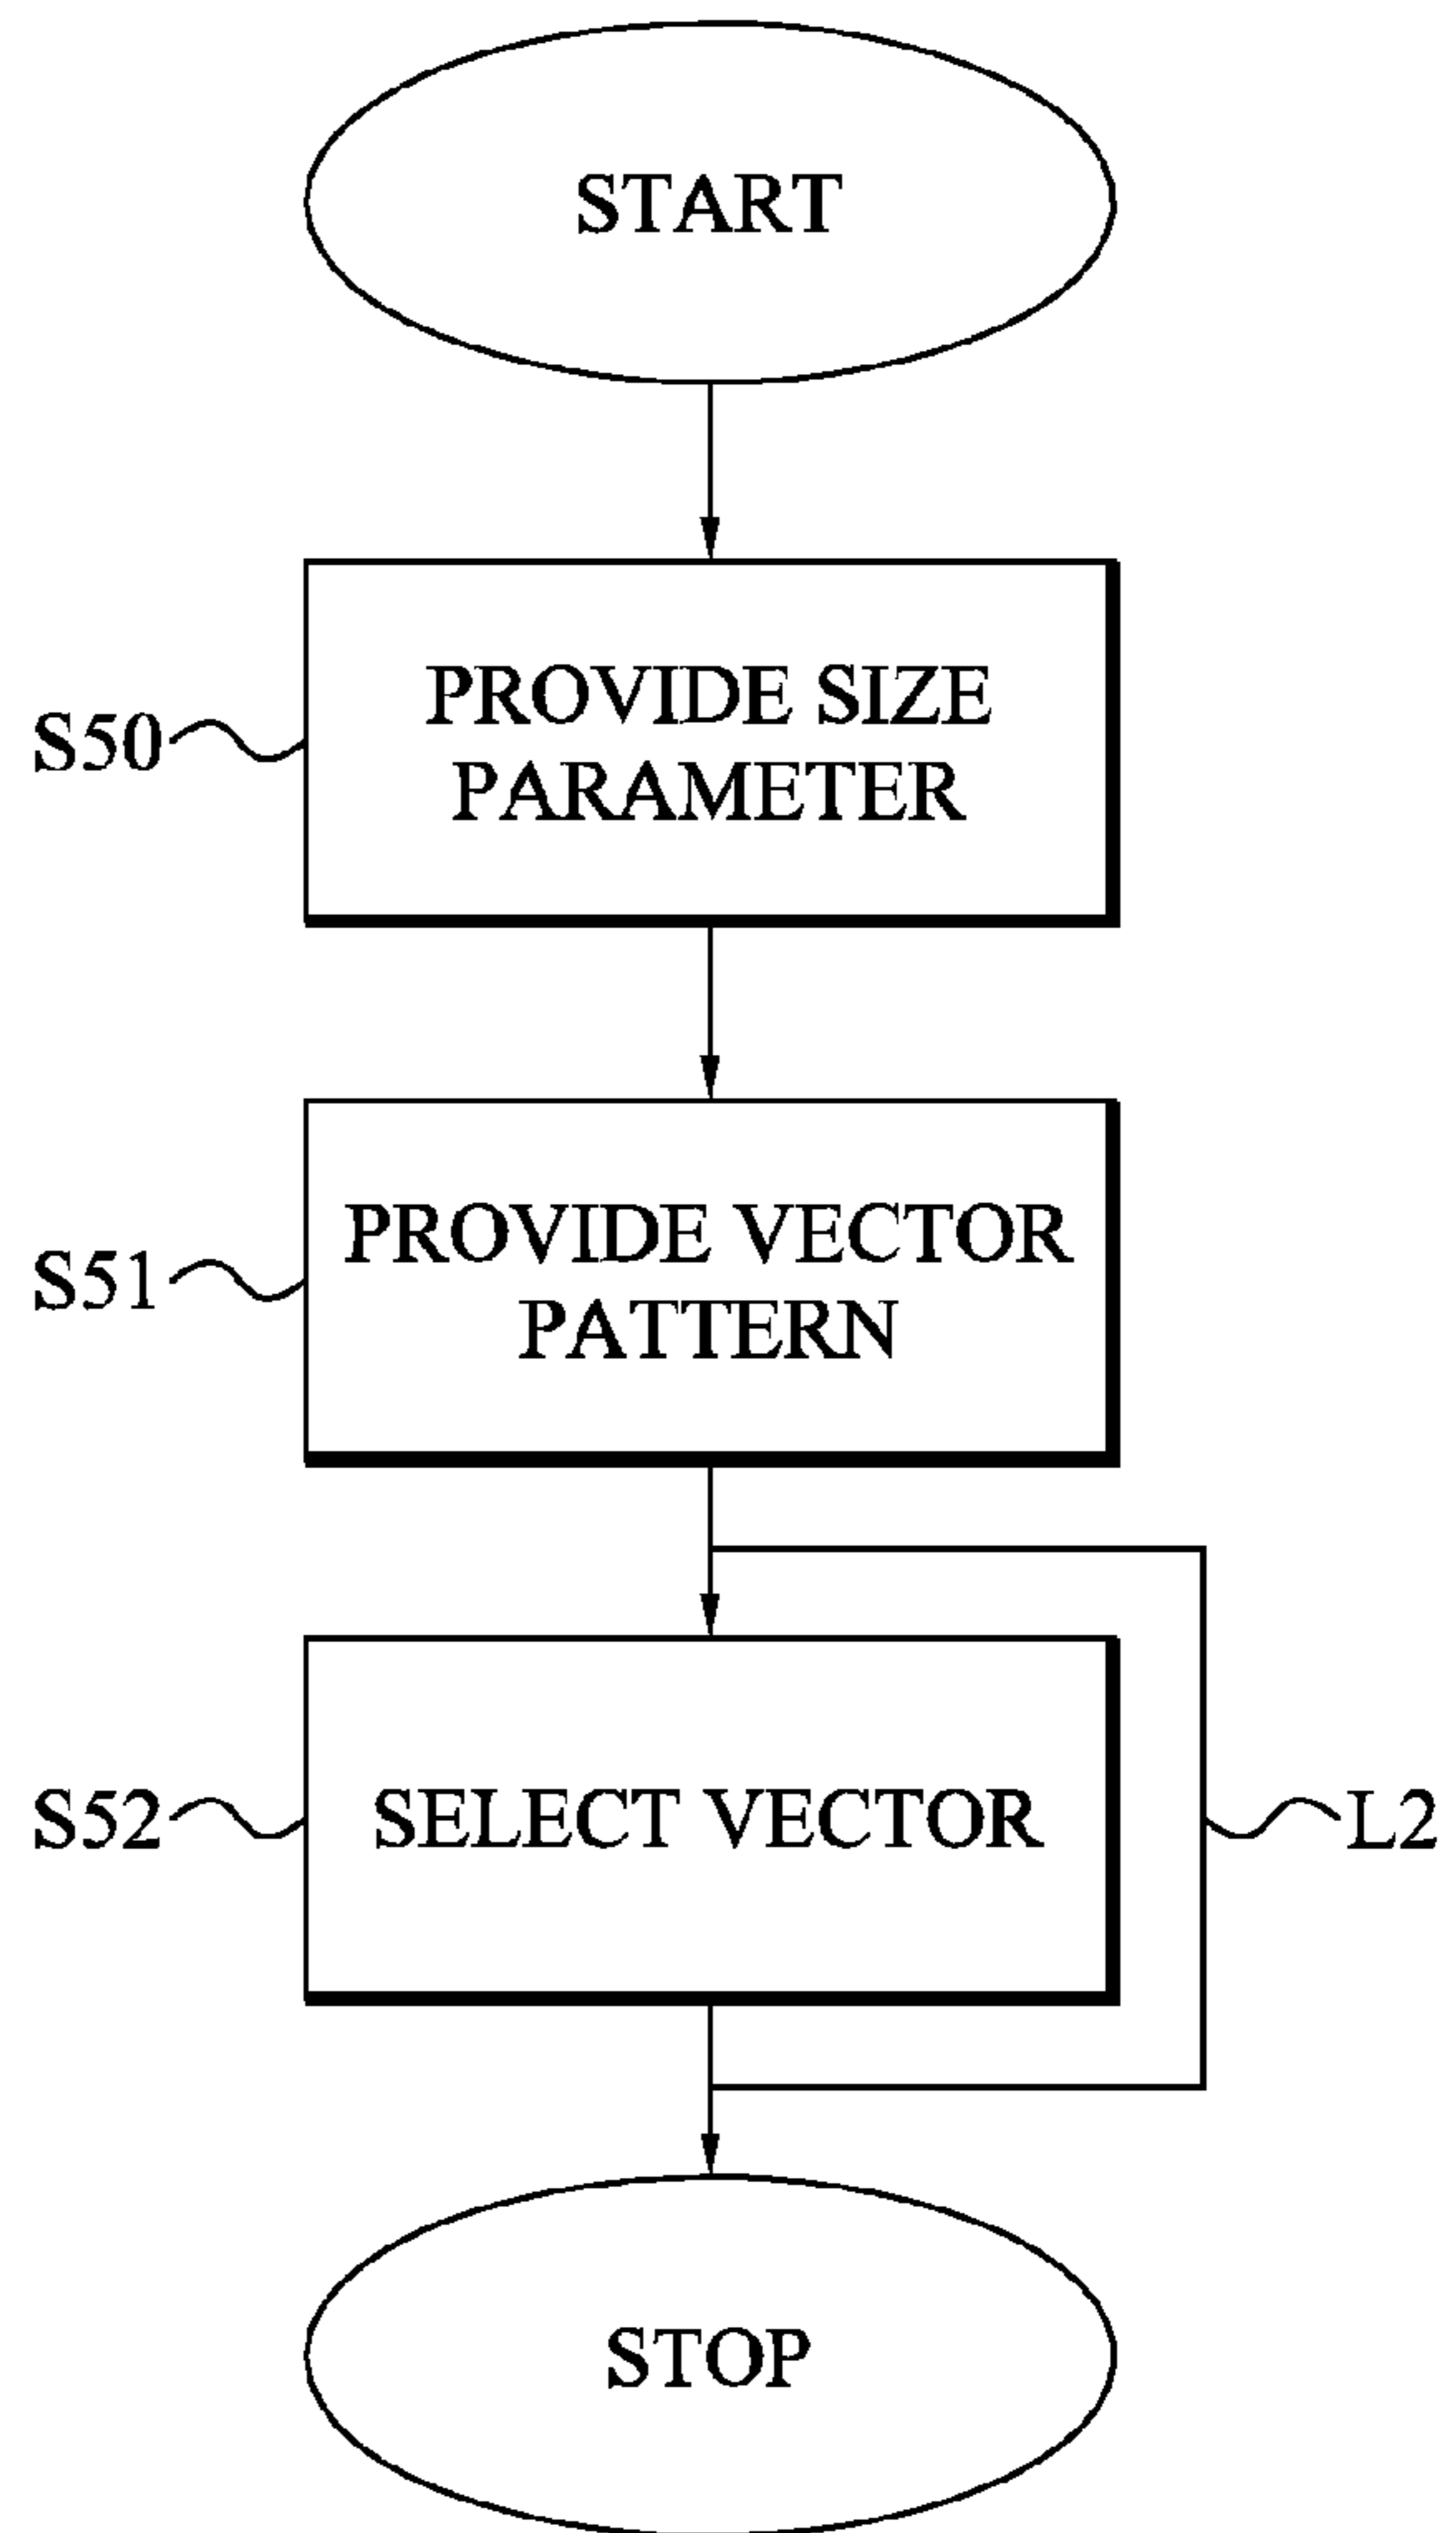 START
S50
PROVIDE SIZE
PARAMETER
S51
PROVIDE VECTOR
PATTERN
S52
SELECT VECTOR
L2
STOP